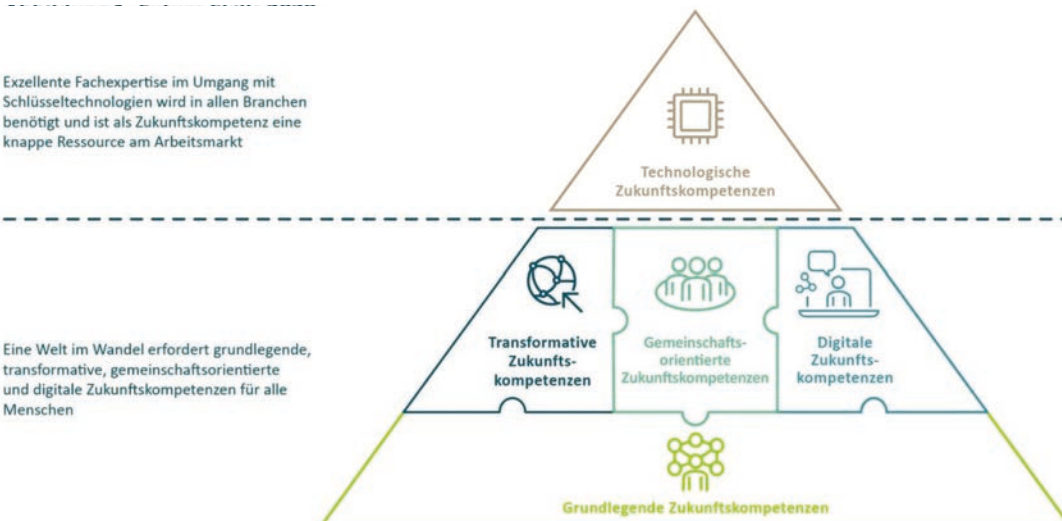 Exzellente Fachexpertise im Umgang mit
Schlüsseltechnologien wird in allen Branchen
benötigt und ist als Zukunftskompetenz eine
knappe Ressource am Arbeitsmarkt
Technologische
Zukunftskompetenzen
Eine Welt im Wandel erfordert grundlegende,
transformative, gemeinschaftsorientierte
und digitale Zukunftskompetenzen für alle
Menschen
Transformative
Zukunfts-
kompetenzen
Gemeinschafts-
orientierte
Zukunftskompetenzen
Digitale
Zukunfts-
kompetenzen
Grundlegende Zukunftskompetenzen